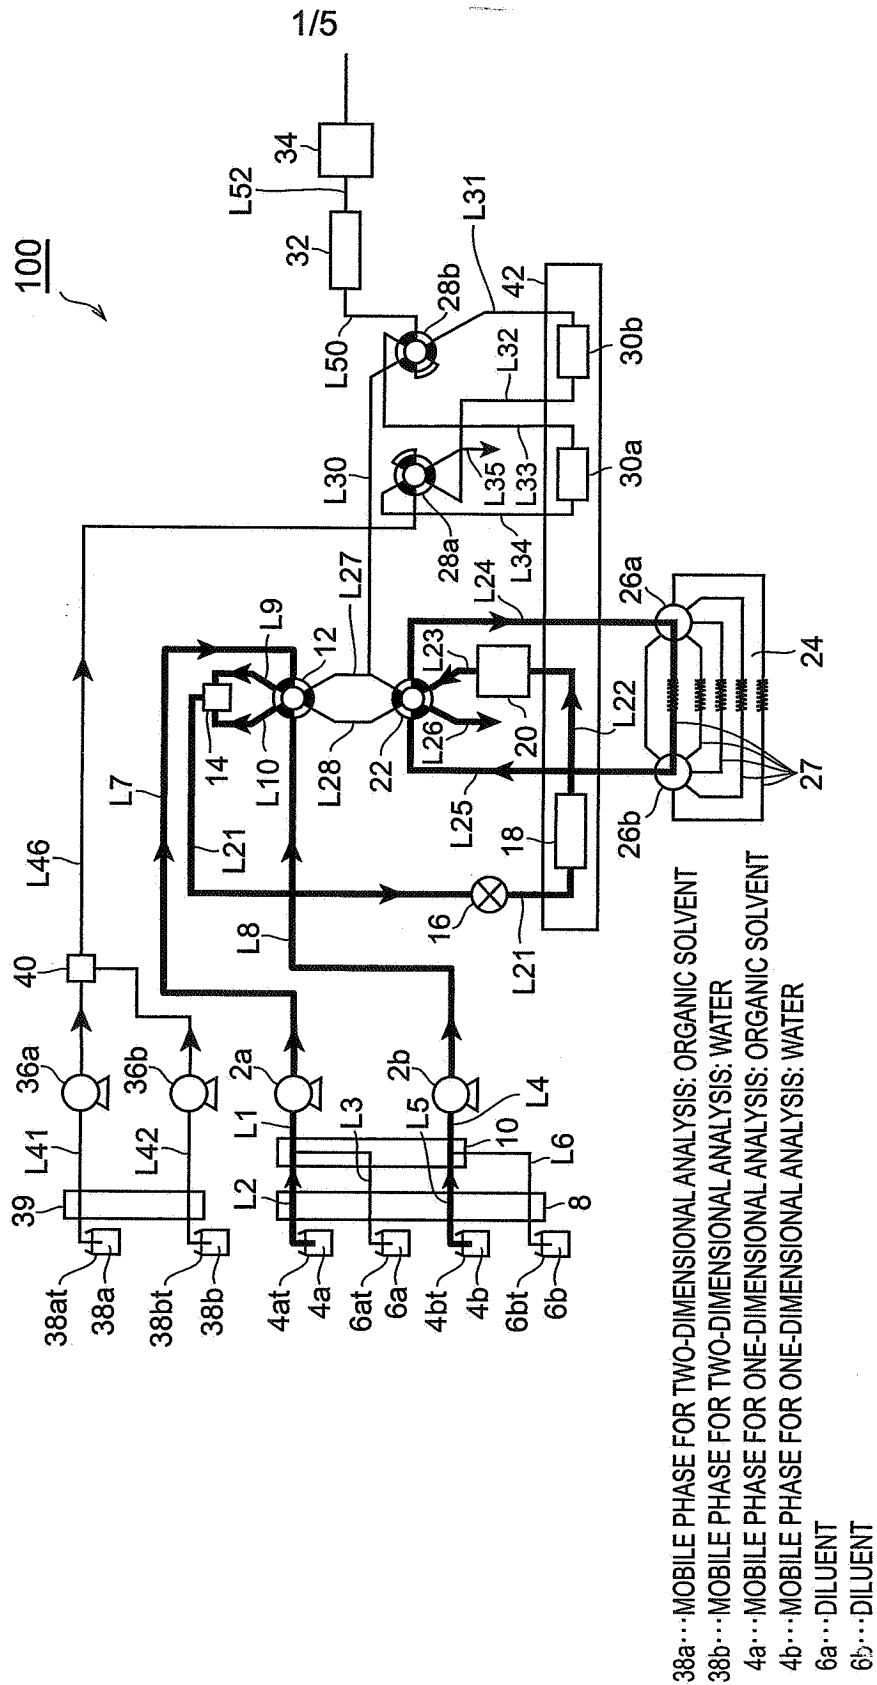 1/5
100
34
L52
32
L50
28b
L31
42
L30
L32
30b
28a
L35
L33
30a
L34
L27
L24
26a
L9
12
L23
14
L10
L28
22
L26
20
L22
24
L7
L21
L25
18
26b
27
L46
L8
16
L21
40
36a
36b
2a
2b
L41
L42
L1
L3
L5
L4
39
L2
10
L6
8
38at
38a
38bt
38b
4at
4a
6at
6a
4bt
4b
6bt
6b
38a···MOBILE PHASE FOR TWO-DIMENSIONAL ANALYSIS: ORGANIC SOLVENT
38b···MOBILE PHASE FOR TWO-DIMENSIONAL ANALYSIS: WATER
4a···MOBILE PHASE FOR ONE-DIMENSIONAL ANALYSIS: ORGANIC SOLVENT
4b···MOBILE PHASE FOR ONE-DIMENSIONAL ANALYSIS: WATER
6a···DILUENT
6b···DILUENT